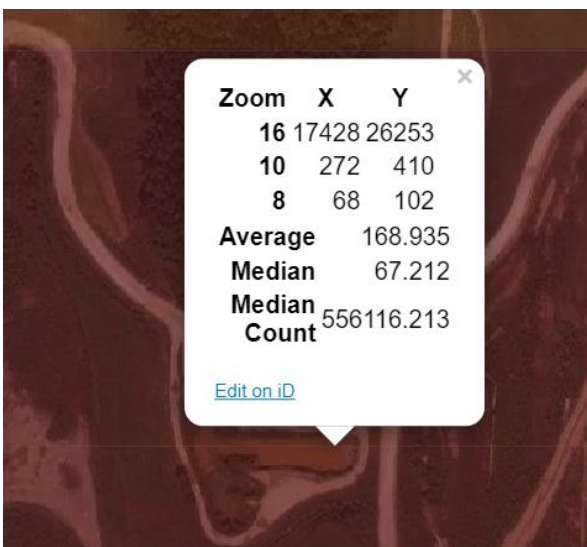 ×
Zoom X Y
16 17428 26253
10 272 410
8 68 102
Average 168.935
Median 67.212
Median
Count 556116.213
Edit on iD